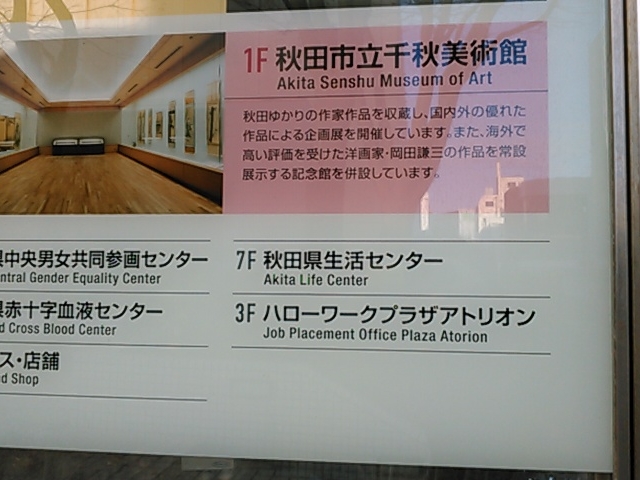 1F 秋田市立千秋美術館
Akita Senshu Museum of Art
秋田ゆかりの作家作品を収蔵し、国内外の優れた
作品による企画展を開催しています。また、海外で
高い評価を受けた洋画家・岡田謙三の作品を常設
展示する記念館を併設しています。
県中央男女共同参画センター
ntral Gender Equality Center
県赤十字血液センター
d Cross Blood Center
ス・店舗
d Shop
7F 秋田県生活センター
Akita Life Center
3F ハローワークプラザアトリオン
Job Placement Office Plaza Atorion